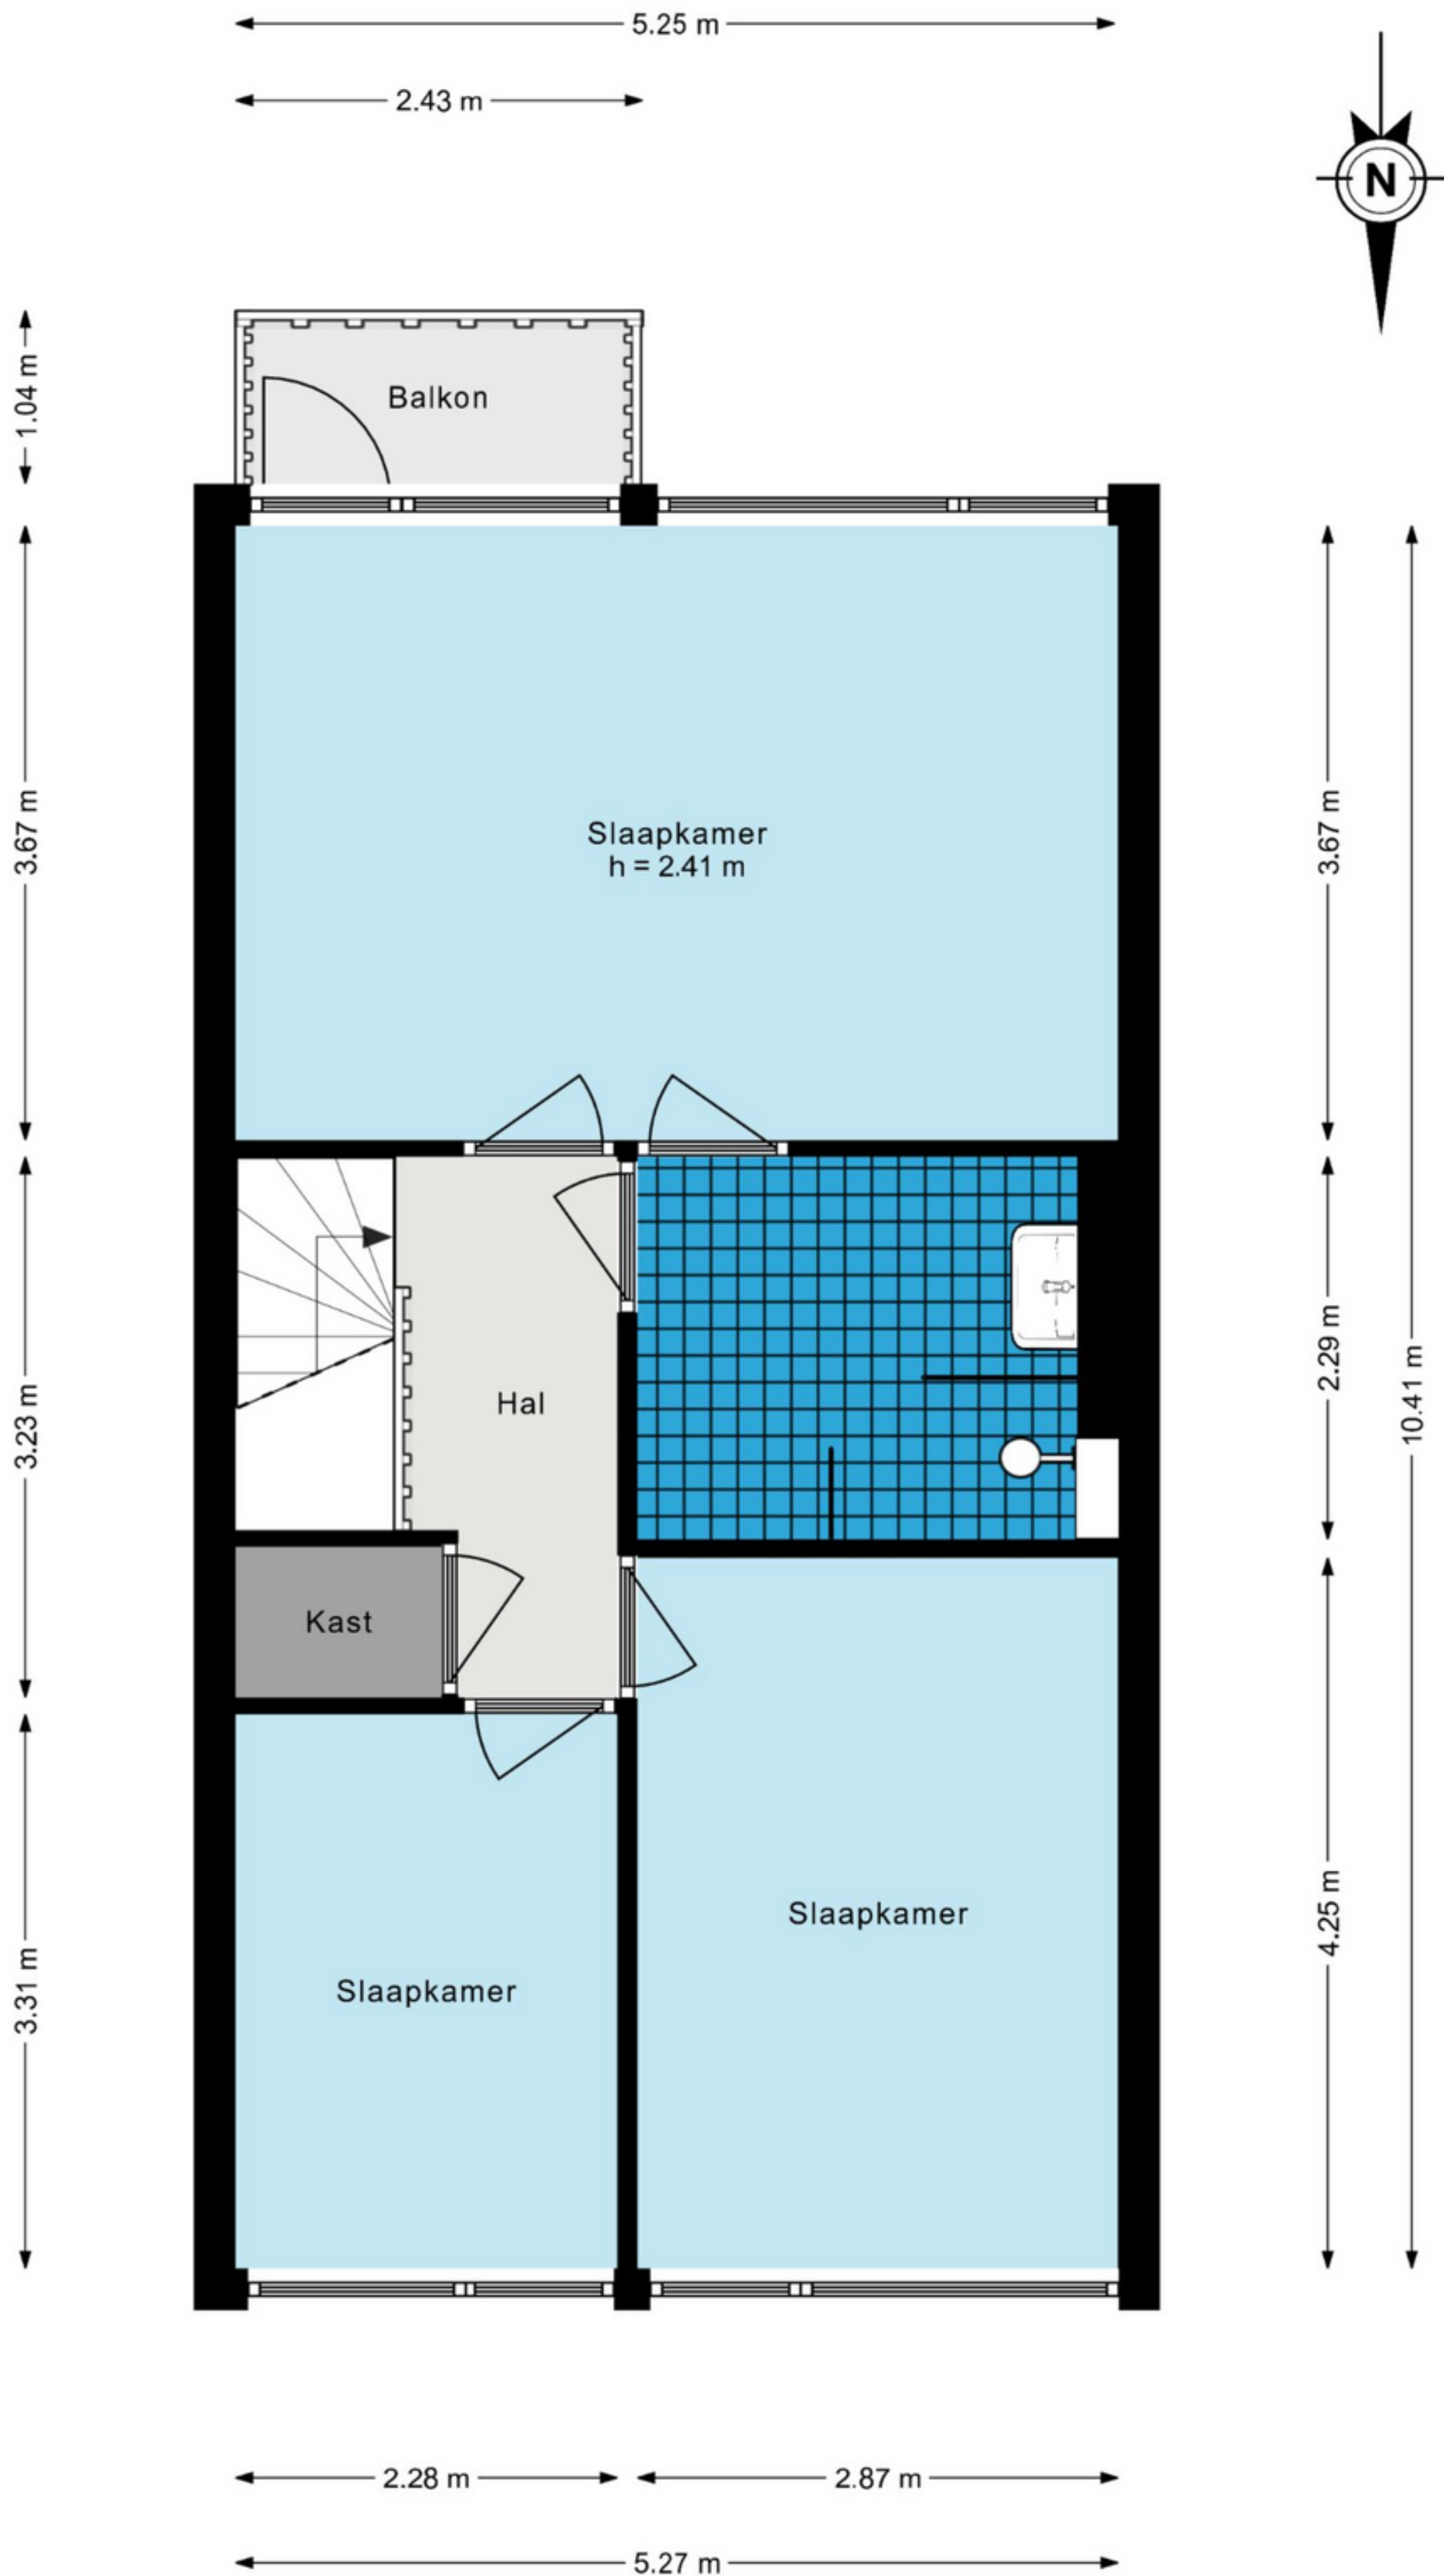 5.25 m
2.43 m
N
1.04 m
Balkon
3.67 m
Slaapkamer
h = 2.41 m
3.67 m
3.23 m
Hal
2.29 m
10.41 m
Kast
Slaapkamer
4.25 m
Slaapkamer
3.31 m
2.28 m
2.87 m
5.27 m